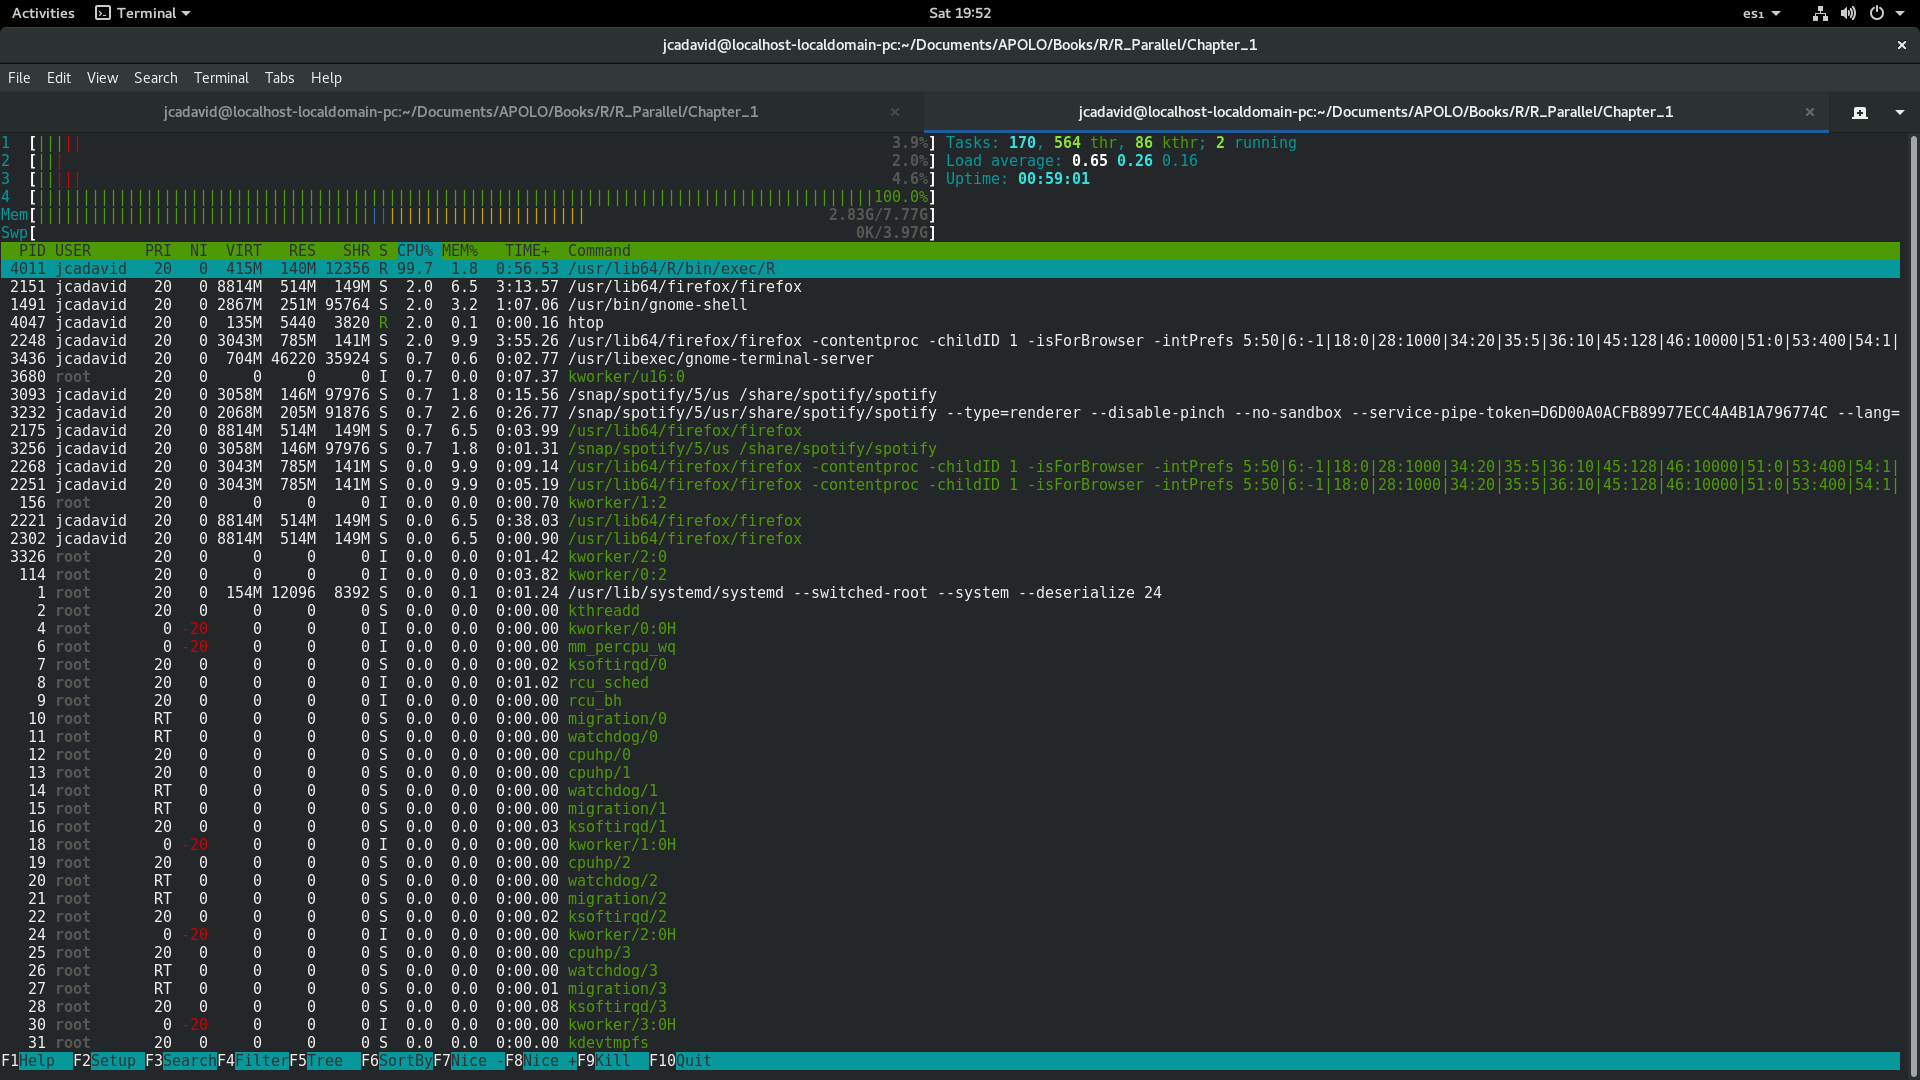 Activities Terminal Sat 19:52 es1
jcadavid@localhost-localdomain-pc:~/Documents/APOLO/Books/R/R_Parallel/Chapter_1
File Edit View Search Terminal Tabs Help
jcadavid@localhost-localdomain-pc:~/Documents/APOLO/Books/R/R_Parallel/Chapter_1 jcadavid@localhost-localdomain-pc:~/Documents/APOLO/Books/R/R_Parallel/Chapter_1
1 [||||| 3.9%] Tasks: 170, 564 thr, 86 kthr; 2 running
2 [||| 2.0%] Load average: 0.65 0.26 0.16
3 [||||| 4.6%] Uptime: 00:59:01
4 [||||||||||||||||||||||||||||||||||||||||||||||||||||||||||||||||||||||||||||||||||||||||||||100.0%]
Mem[||||||||||||||||||||||||||||||||||||||||||||||||||||||||||||| 2.83G/7.77G]
Swp[ 0K/3.97G]
PID USER PRI NI VIRT RES SHR S CPU% MEM% TIME+ Command
4011 jcadavid 20 0 415M 140M 12356 R 99.7 1.8 0:56.53 /usr/lib64/R/bin/exec/R
2151 jcadavid 20 0 8814M 514M 149M S 2.0 6.5 3:13.57 /usr/lib64/firefox/firefox
1491 jcadavid 20 0 2867M 251M 95764 S 2.0 3.2 1:07.06 /usr/bin/gnome-shell
4047 jcadavid 20 0 135M 5440 3820 R 2.0 0.1 0:00.16 htop
2248 jcadavid 20 0 3043M 785M 141M S 2.0 9.9 3:55.26 /usr/lib64/firefox/firefox -contentproc -childID 1 -isForBrowser -intPrefs 5:50|6:-1|18:0|28:1000|34:20|35:5|36:10|45:128|46:10000|51:0|53:400|54:1|
3436 jcadavid 20 0 704M 46220 35924 S 0.7 0.6 0:02.77 /usr/libexec/gnome-terminal-server
3680 root 20 0 0 0 0 I 0.7 0.0 0:07.37 kworker/u16:0
3093 jcadavid 20 0 3058M 146M 97976 S 0.7 1.8 0:15.56 /snap/spotify/5/us /share/spotify/spotify
3232 jcadavid 20 0 2068M 205M 91876 S 0.7 2.6 0:26.77 /snap/spotify/5/usr/share/spotify/spotify --type=renderer --disable-pinch --no-sandbox --service-pipe-token=D6D00A0ACFB89977ECC4A4B1A796774C --lang=
2175 jcadavid 20 0 8814M 514M 149M S 0.7 6.5 0:03.99 /usr/lib64/firefox/firefox
3256 jcadavid 20 0 3058M 146M 97976 S 0.7 1.8 0:01.31 /snap/spotify/5/us /share/spotify/spotify
2268 jcadavid 20 0 3043M 785M 141M S 0.0 9.9 0:09.14 /usr/lib64/firefox/firefox -contentproc -childID 1 -isForBrowser -intPrefs 5:50|6:-1|18:0|28:1000|34:20|35:5|36:10|45:128|46:10000|51:0|53:400|54:1|
2251 jcadavid 20 0 3043M 785M 141M S 0.0 9.9 0:05.19 /usr/lib64/firefox/firefox -contentproc -childID 1 -isForBrowser -intPrefs 5:50|6:-1|18:0|28:1000|34:20|35:5|36:10|45:128|46:10000|51:0|53:400|54:1|
156 root 20 0 0 0 0 I 0.0 0.0 0:00.70 kworker/1:2
2221 jcadavid 20 0 8814M 514M 149M S 0.0 6.5 0:38.03 /usr/lib64/firefox/firefox
2302 jcadavid 20 0 8814M 514M 149M S 0.0 6.5 0:00.90 /usr/lib64/firefox/firefox
3326 root 20 0 0 0 0 I 0.0 0.0 0:01.42 kworker/2:0
114 root 20 0 0 0 0 I 0.0 0.0 0:03.82 kworker/0:2
1 root 20 0 154M 12096 8392 S 0.0 0.1 0:01.24 /usr/lib/systemd/systemd --switched-root --system --deserialize 24
2 root 20 0 0 0 0 S 0.0 0.0 0:00.00 kthreadd
4 root 0 -20 0 0 0 I 0.0 0.0 0:00.00 kworker/0:0H
6 root 0 -20 0 0 0 I 0.0 0.0 0:00.00 mm_percpu_wq
7 root 20 0 0 0 0 S 0.0 0.0 0:00.02 ksoftirqd/0
8 root 20 0 0 0 0 I 0.0 0.0 0:01.02 rcu_sched
9 root 20 0 0 0 0 I 0.0 0.0 0:00.00 rcu_bh
10 root RT 0 0 0 0 S 0.0 0.0 0:00.00 migration/0
11 root RT 0 0 0 0 S 0.0 0.0 0:00.00 watchdog/0
12 root 20 0 0 0 0 S 0.0 0.0 0:00.00 cpuhp/0
13 root 20 0 0 0 0 S 0.0 0.0 0:00.00 cpuhp/1
14 root RT 0 0 0 0 S 0.0 0.0 0:00.00 watchdog/1
15 root RT 0 0 0 0 S 0.0 0.0 0:00.00 migration/1
16 root 20 0 0 0 0 S 0.0 0.0 0:00.03 ksoftirqd/1
18 root 0 -20 0 0 0 I 0.0 0.0 0:00.00 kworker/1:0H
19 root 20 0 0 0 0 S 0.0 0.0 0:00.00 cpuhp/2
20 root RT 0 0 0 0 S 0.0 0.0 0:00.00 watchdog/2
21 root RT 0 0 0 0 S 0.0 0.0 0:00.00 migration/2
22 root 20 0 0 0 0 S 0.0 0.0 0:00.02 ksoftirqd/2
24 root 0 -20 0 0 0 I 0.0 0.0 0:00.00 kworker/2:0H
25 root 20 0 0 0 0 S 0.0 0.0 0:00.00 cpuhp/3
26 root RT 0 0 0 0 S 0.0 0.0 0:00.00 watchdog/3
27 root RT 0 0 0 0 S 0.0 0.0 0:00.01 migration/3
28 root 20 0 0 0 0 S 0.0 0.0 0:00.08 ksoftirqd/3
30 root 0 -20 0 0 0 I 0.0 0.0 0:00.00 kworker/3:0H
31 root 20 0 0 0 0 S 0.0 0.0 0:00.00 kdevtmpfs
F1Help F2Setup F3SearchF4FilterF5Tree F6SortByF7Nice -F8Nice +F9Kill F10Quit